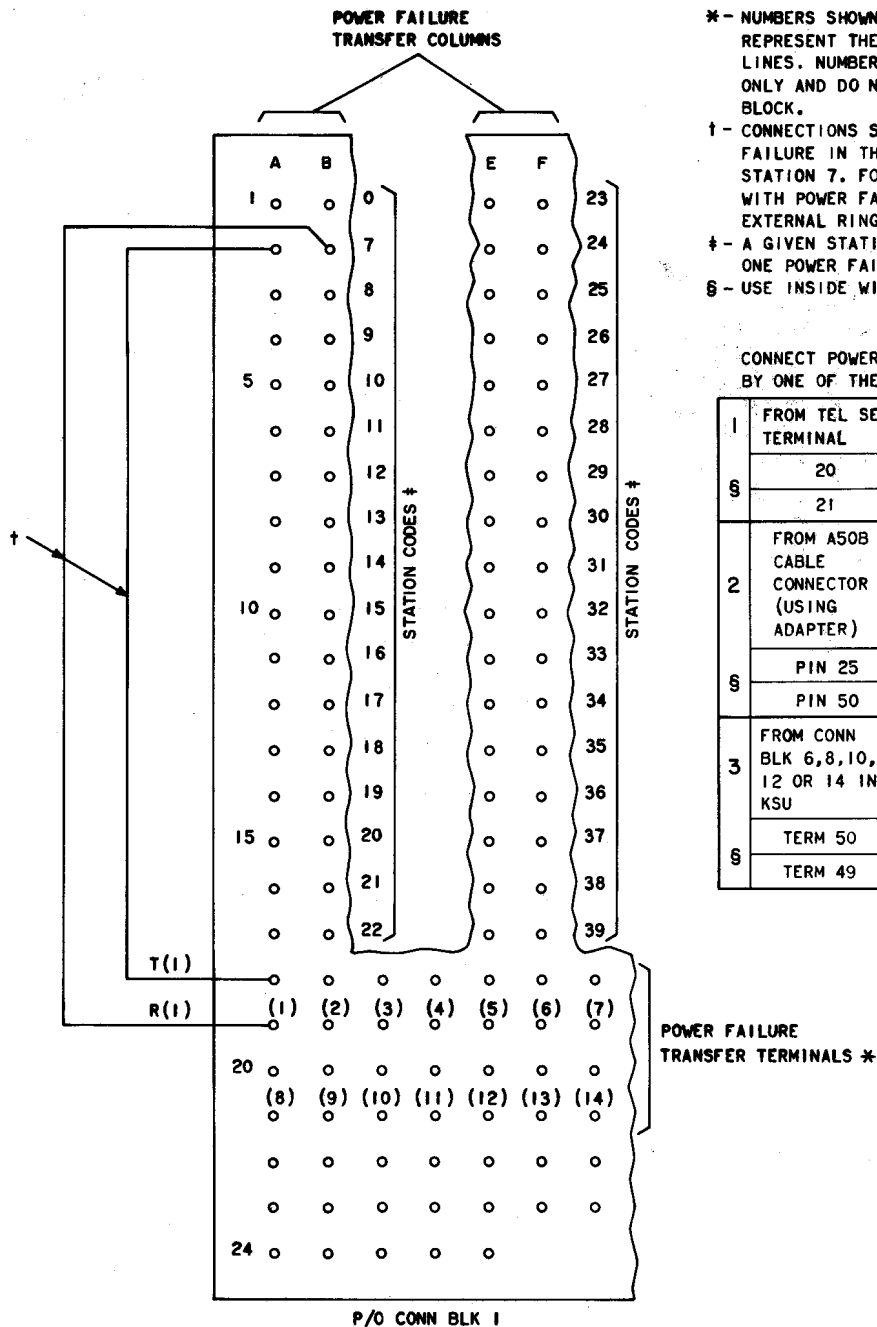 POWER FAILURE
TRANSFER COLUMNS
* - NUMBERS SHOWN
REPRESENT THE
LINES. NUMBER
ONLY AND DO N
BLOCK.
† - CONNECTIONS S
FAILURE IN TH
STATION 7. FO
WITH POWER FA
EXTERNAL RING
‡ - A GIVEN STATI
ONE POWER FAI
§ - USE INSIDE WI
A B E F
1 0 23
7 24
8 25
9 26
5 10 27
11 28
12 29
13 30
14 31
10 15 32
16 33
17 34
18 35
19 36
15 20 37
21 38
22 39
STATION CODES ‡
STATION CODES ‡
†
T(1)
R(1)
(1) (2) (3) (4) (5) (6) (7)
20
(8) (9) (10) (11) (12) (13) (14)
24
POWER FAILURE
TRANSFER TERMINALS *
P/O CONN BLK 1
CONNECT POWER
BY ONE OF THE
1 FROM TEL SE
TERMINAL
§ 20
21
2 FROM A50B
CABLE
CONNECTOR
(USING
ADAPTER)
§ PIN 25
PIN 50
3 FROM CONN
BLK 6,8,10,
12 OR 14 IN
KSU
§ TERM 50
TERM 49